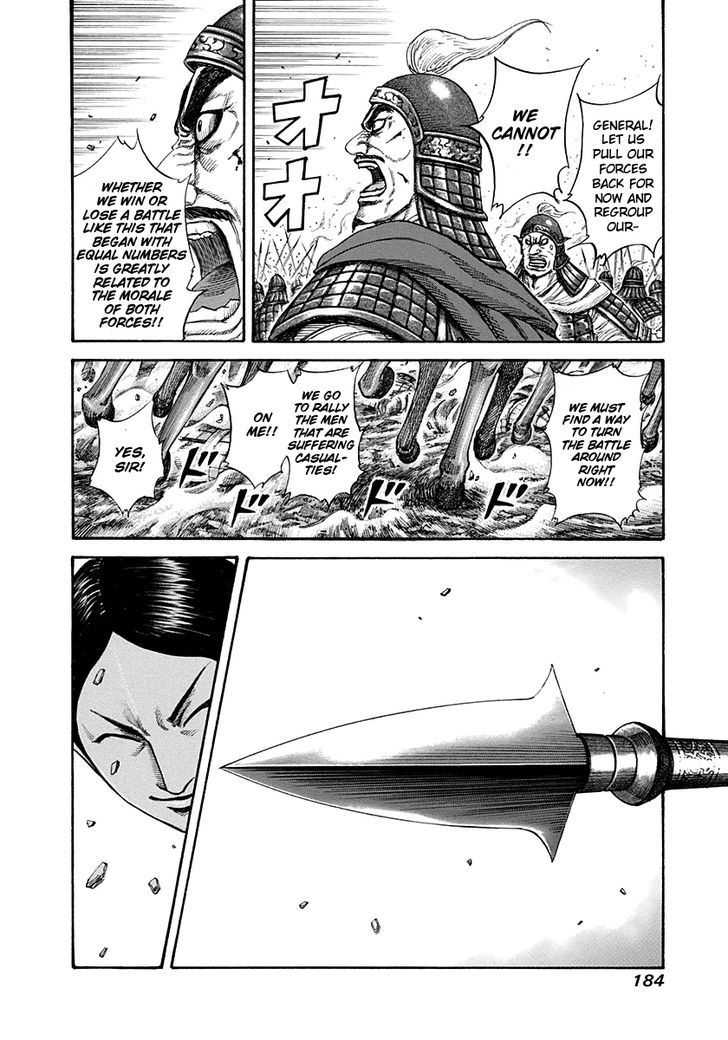 GENERAL!
LET US
PULL OUR
FORCES
BACK FOR
NOW AND
REGROUP
OUR-
WE
CANNOT
!!
オオ
WHETHER
WE WIN OR
LOSE A BATTLE
LIKE THIS THAT
BEGAN WITH
EQUAL NUMBERS
IS GREATLY
RELATED TO
THE MORALE
OF BOTH
FORCES!!
WE MUST
FIND A WAY
TO TURN
THE BATTLE
AROUND
RIGHT
NOW!!
WE GO
TO RALLY
THE MEN
THAT ARE
SUFFERING
CASUAL-
TIES!
ON
ME!!
YES,
SIR!
ドドドド
184